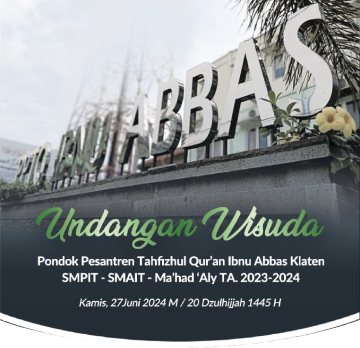 IBNU ABBAS
Undangan Wisuda
Pondok Pesantren Tahfizhul Qur'an Ibnu Abbas Klaten
SMPIT - SMAIT - Ma'had 'Aly TA. 2023-2024
Kamis, 27Juni 2024 M / 20 Dzulhijjah 1445 H